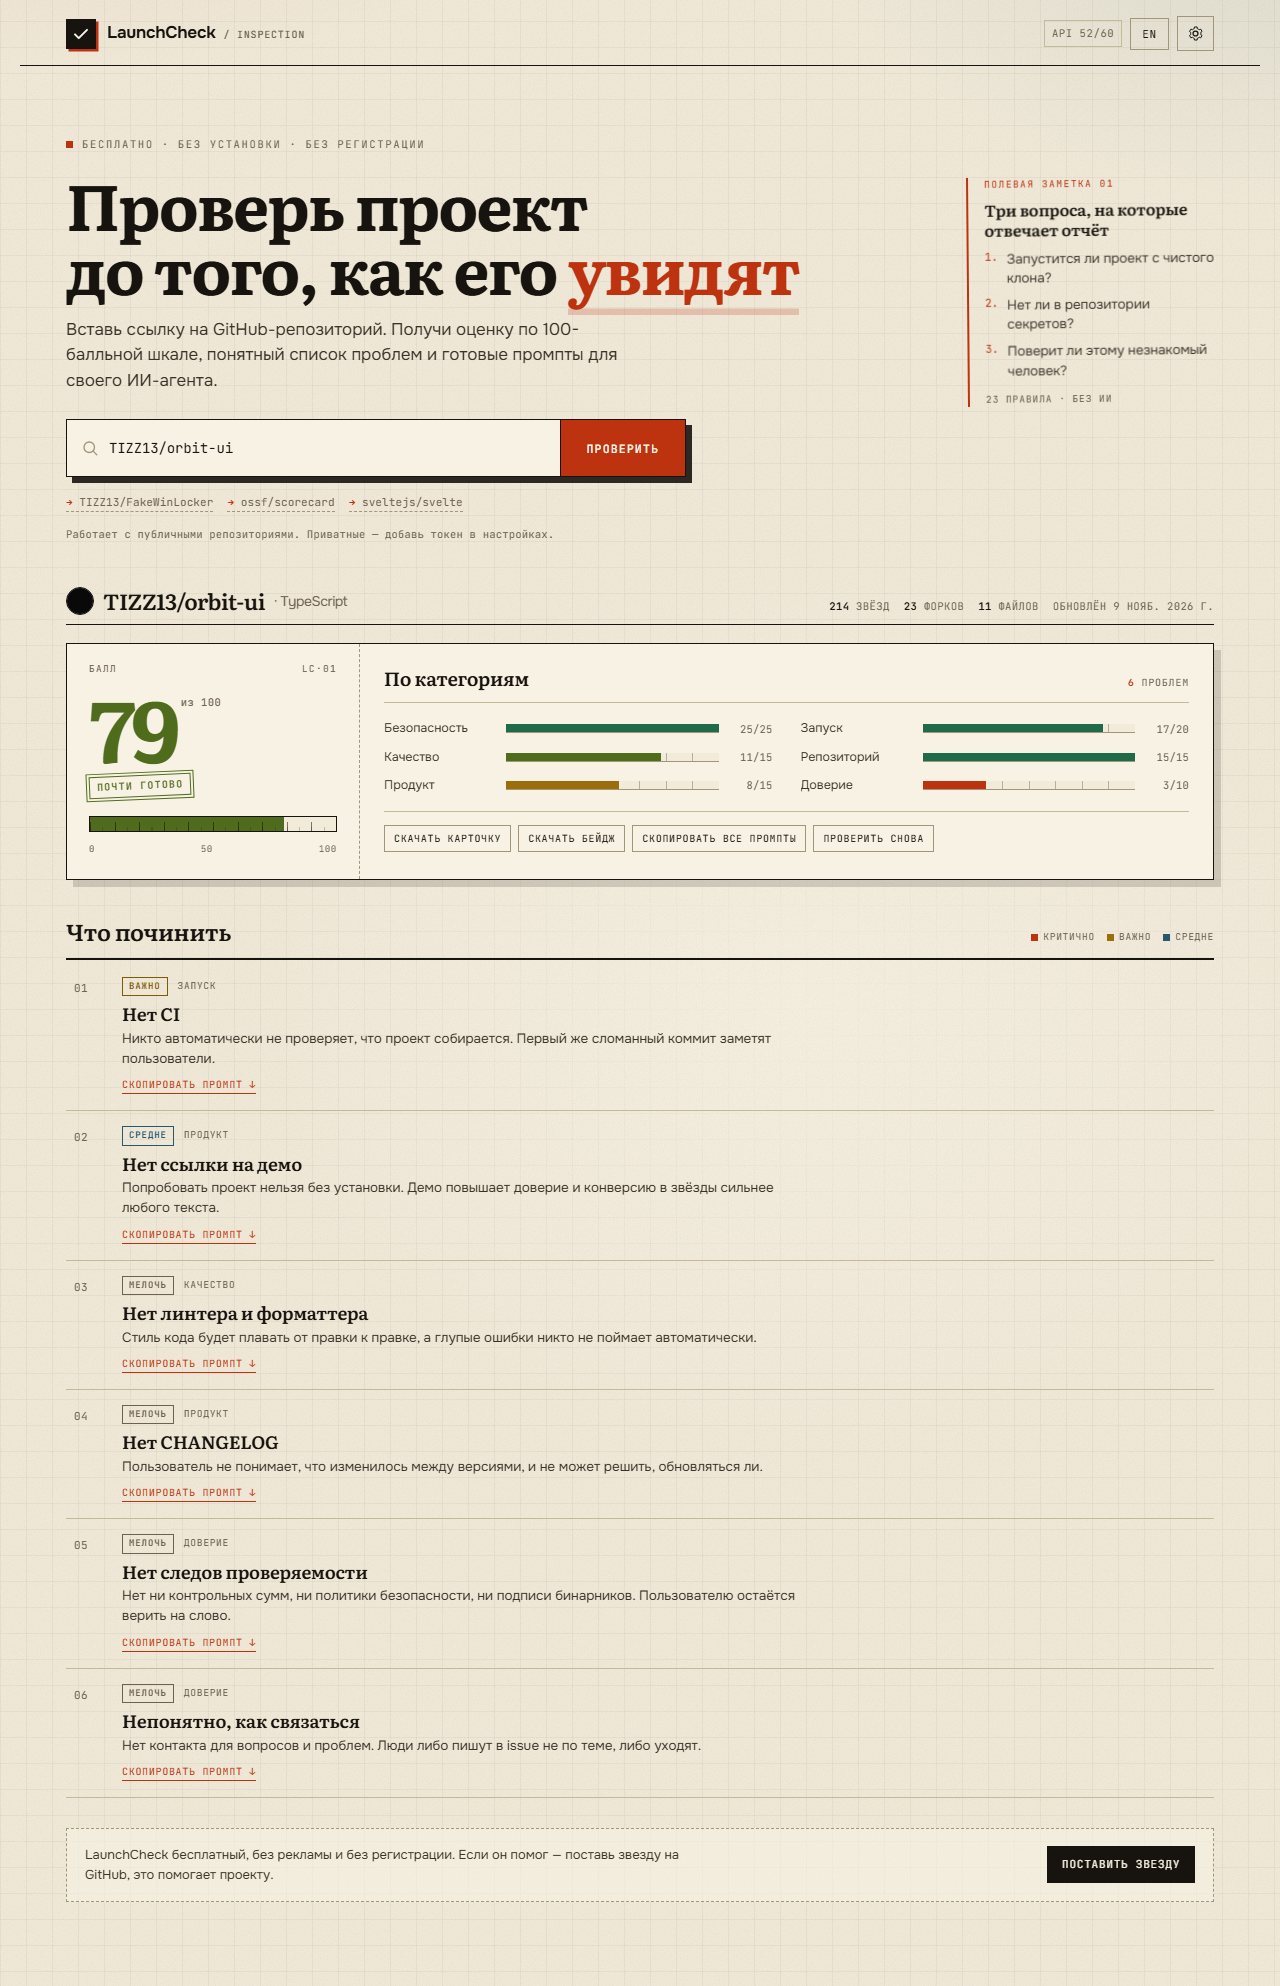 LaunchCheck / INSPECTION
API 52/60 EN
БЕСПЛАТНО · БЕЗ УСТАНОВКИ · БЕЗ РЕГИСТРАЦИИ
Проверь проект
до того, как его увидят
Вставь ссылку на GitHub-репозиторий. Получи оценку по 100-
балльной шкале, понятный список проблем и готовые промпты для
своего ИИ-агента.
TIZZ13/orbit-ui ПРОВЕРИТЬ
→ TIZZ13/FakeWinLocker → ossf/scorecard → sveltejs/svelte
Работает с публичными репозиториями. Приватные — добавь токен в настройках.
ПОЛЕВАЯ ЗАМЕТКА 01
Три вопроса, на которые
отвечает отчёт
1. Запустится ли проект с чистого
клона?
2. Нет ли в репозитории
секретов?
3. Поверит ли этому незнакомый
человек?
23 ПРАВИЛА · БЕЗ ИИ
TIZZ13/orbit-ui · TypeScript
214 ЗВЁЗД 23 ФОРКОВ 11 ФАЙЛОВ ОБНОВЛЁН 9 НОЯБ. 2026 Г.
БАЛЛ LC·01
79 из 100
ПОЧТИ ГОТОВО
0 50 100
По категориям
6 ПРОБЛЕМ
Безопасность 25/25 Запуск 17/20
Качество 11/15 Репозиторий 15/15
Продукт 8/15 Доверие 3/10
СКАЧАТЬ КАРТОЧКУ СКАЧАТЬ БЕЙДЖ СКОПИРОВАТЬ ВСЕ ПРОМПТЫ ПРОВЕРИТЬ СНОВА
Что починить
КРИТИЧНО ВАЖНО СРЕДНЕ
01 ВАЖНО ЗАПУСК
Нет CI
Никто автоматически не проверяет, что проект собирается. Первый же сломанный коммит заметят
пользователи.
СКОПИРОВАТЬ ПРОМПТ ↓
02 СРЕДНЕ ПРОДУКТ
Нет ссылки на демо
Попробовать проект нельзя без установки. Демо повышает доверие и конверсию в звёзды сильнее
любого текста.
СКОПИРОВАТЬ ПРОМПТ ↓
03 МЕЛОЧЬ КАЧЕСТВО
Нет линтера и форматтера
Стиль кода будет плавать от правки к правке, а глупые ошибки никто не поймает автоматически.
СКОПИРОВАТЬ ПРОМПТ ↓
04 МЕЛОЧЬ ПРОДУКТ
Нет CHANGELOG
Пользователь не понимает, что изменилось между версиями, и не может решить, обновляться ли.
СКОПИРОВАТЬ ПРОМПТ ↓
05 МЕЛОЧЬ ДОВЕРИЕ
Нет следов проверяемости
Нет ни контрольных сумм, ни политики безопасности, ни подписи бинарников. Пользователю остаётся
верить на слово.
СКОПИРОВАТЬ ПРОМПТ ↓
06 МЕЛОЧЬ ДОВЕРИЕ
Непонятно, как связаться
Нет контакта для вопросов и проблем. Люди либо пишут в issue не по теме, либо уходят.
СКОПИРОВАТЬ ПРОМПТ ↓
LaunchCheck бесплатный, без рекламы и без регистрации. Если он помог — поставь звезду на
GitHub, это помогает проекту.
ПОСТАВИТЬ ЗВЕЗДУ